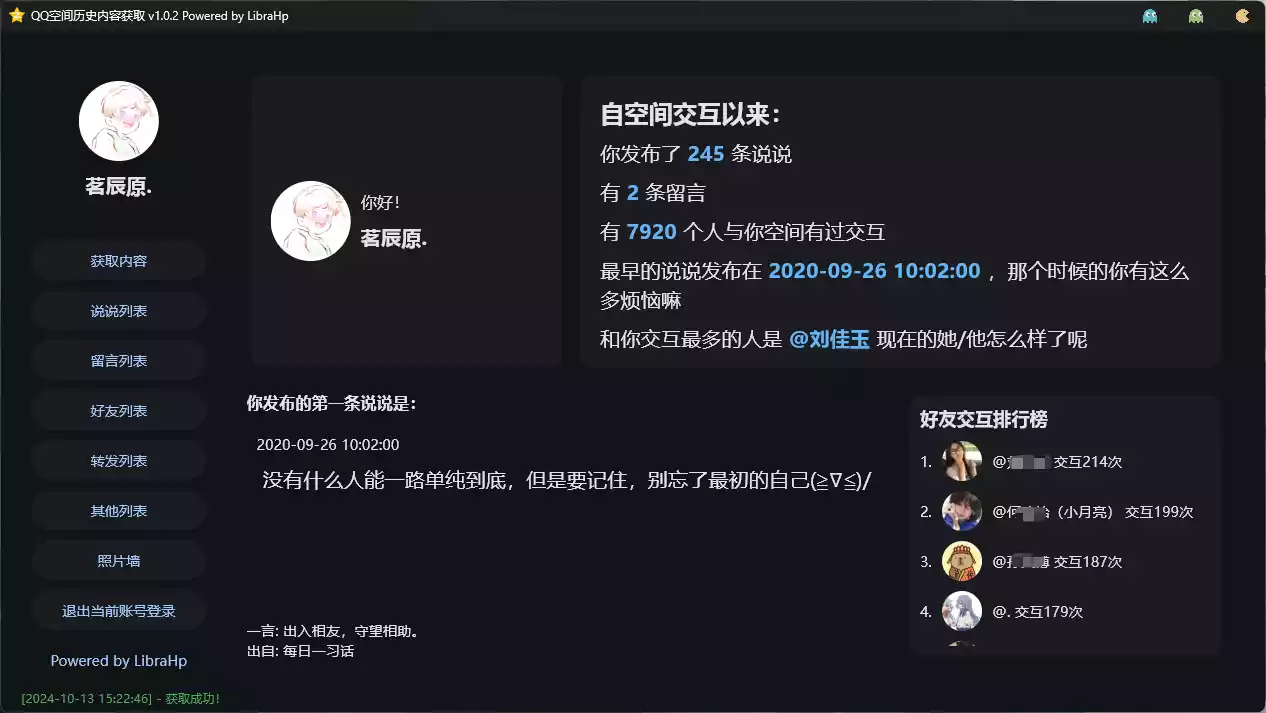 QQ空间历史内容获取 v1.0.2 Powered by LibraHp
茗辰原.
获取内容
说说列表
留言列表
好友列表
转发列表
其他列表
照片墙
退出当前账号登录
Powered by LibraHp
[2024-10-13 15:22:46] - 获取成功!
你好!
茗辰原.
自空间交互以来：
你发布了 245 条说说
有 2 条留言
有 7920 个人与你空间有过交互
最早的说说发布在 2020-09-26 10:02:00 ，那个时候的你有这么
多烦恼嘛
和你交互最多的人是 @刘佳玉 现在的她/他怎么样了呢
你发布的第一条说说是：
2020-09-26 10:02:00
没有什么人能一路单纯到底，但是要记住，别忘了最初的自己(≧∇≦)/
一言: 出入相友，守望相助。
出自: 每日一习话
好友交互排行榜
1. @ 交互214次
2. @何 （小月亮） 交互199次
3. @ 交互187次
4. @. 交互179次